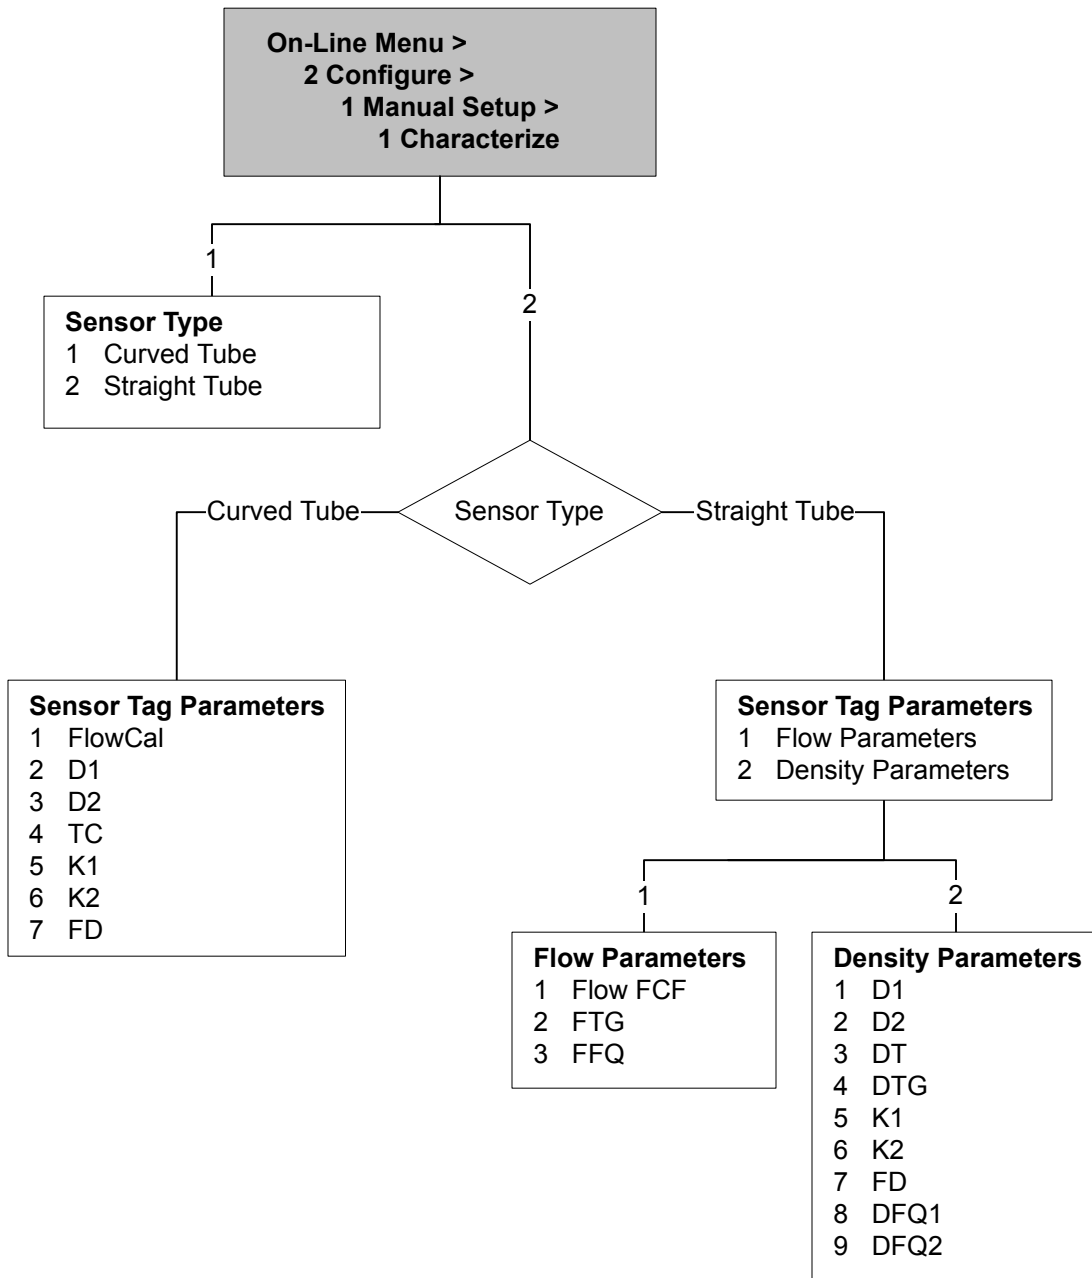 On-Line Menu >
2 Configure >
1 Manual Setup >
1 Characterize
1
2
Sensor Type
1 Curved Tube
2 Straight Tube
Curved Tube
Sensor Type
Straight Tube
Sensor Tag Parameters
1 FlowCal
2 D1
3 D2
4 TC
5 K1
6 K2
7 FD
Sensor Tag Parameters
1 Flow Parameters
2 Density Parameters
1
2
Flow Parameters
1 Flow FCF
2 FTG
3 FFQ
Density Parameters
1 D1
2 D2
3 DT
4 DTG
5 K1
6 K2
7 FD
8 DFQ1
9 DFQ2